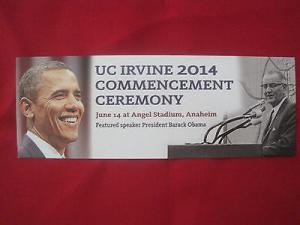 UC IRVINE 2014
COMMENCEMENT
CEREMONY
June 14 at Angel Stadium, Anaheim
Featured speaker President Barack Obama